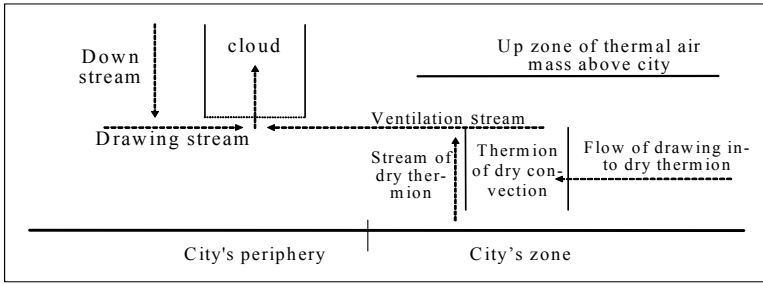 Down
stream
cloud
Up zone of thermal air
mass above city
Drawing stream
Ventilation stream
Stream of
dry ther-
mion
Thermion
of dry con-
vection
Flow of drawing in-
to dry thermion
City's periphery
City’s zone